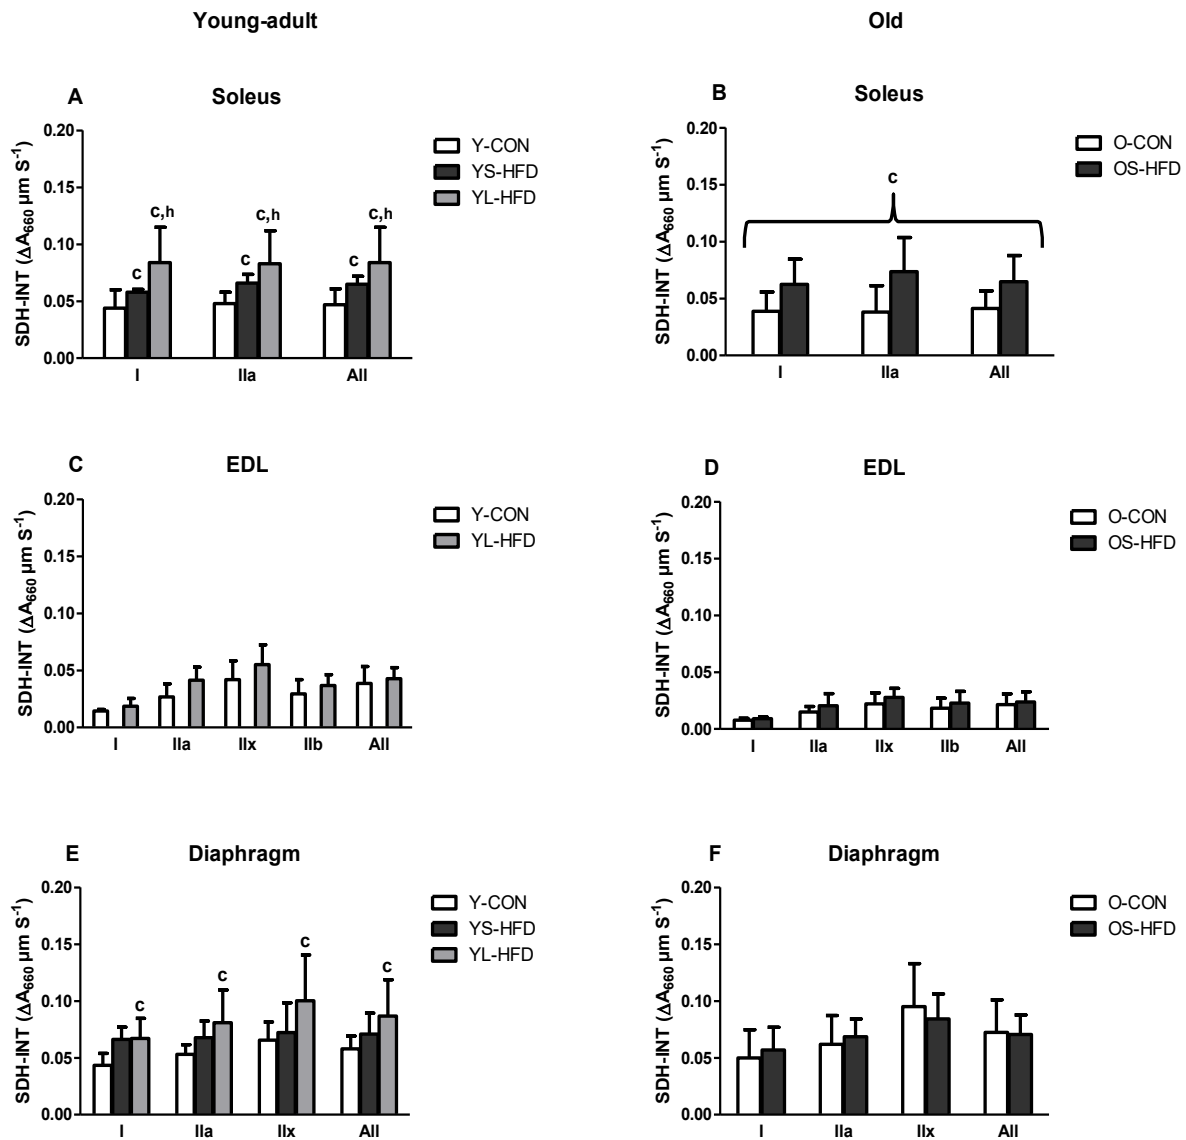 Young-adult
Old
A Soleus
SDH-INT (ΔA660 µm S-1)
0.20
0.15
0.10
0.05
0.00
c c,h
c c,h
c c,h
I IIa All
Y-CON
YS-HFD
YL-HFD
B Soleus
SDH-INT (ΔA660 µm S-1)
0.20
0.15
0.10
0.05
0.00
c
I IIa All
O-CON
OS-HFD
C EDL
SDH-INT (ΔA660 µm S-1)
0.20
0.15
0.10
0.05
0.00
I IIa IIx IIb All
Y-CON
YL-HFD
D EDL
SDH-INT (ΔA660 µm S-1)
0.20
0.15
0.10
0.05
0.00
I IIa IIx IIb All
O-CON
OS-HFD
E Diaphragm
SDH-INT (ΔA660 µm S-1)
0.20
0.15
0.10
0.05
0.00
c c c c
I IIa IIx All
Y-CON
YS-HFD
YL-HFD
F Diaphragm
SDH-INT (ΔA660 µm S-1)
0.20
0.15
0.10
0.05
0.00
I IIa IIx All
O-CON
OS-HFD